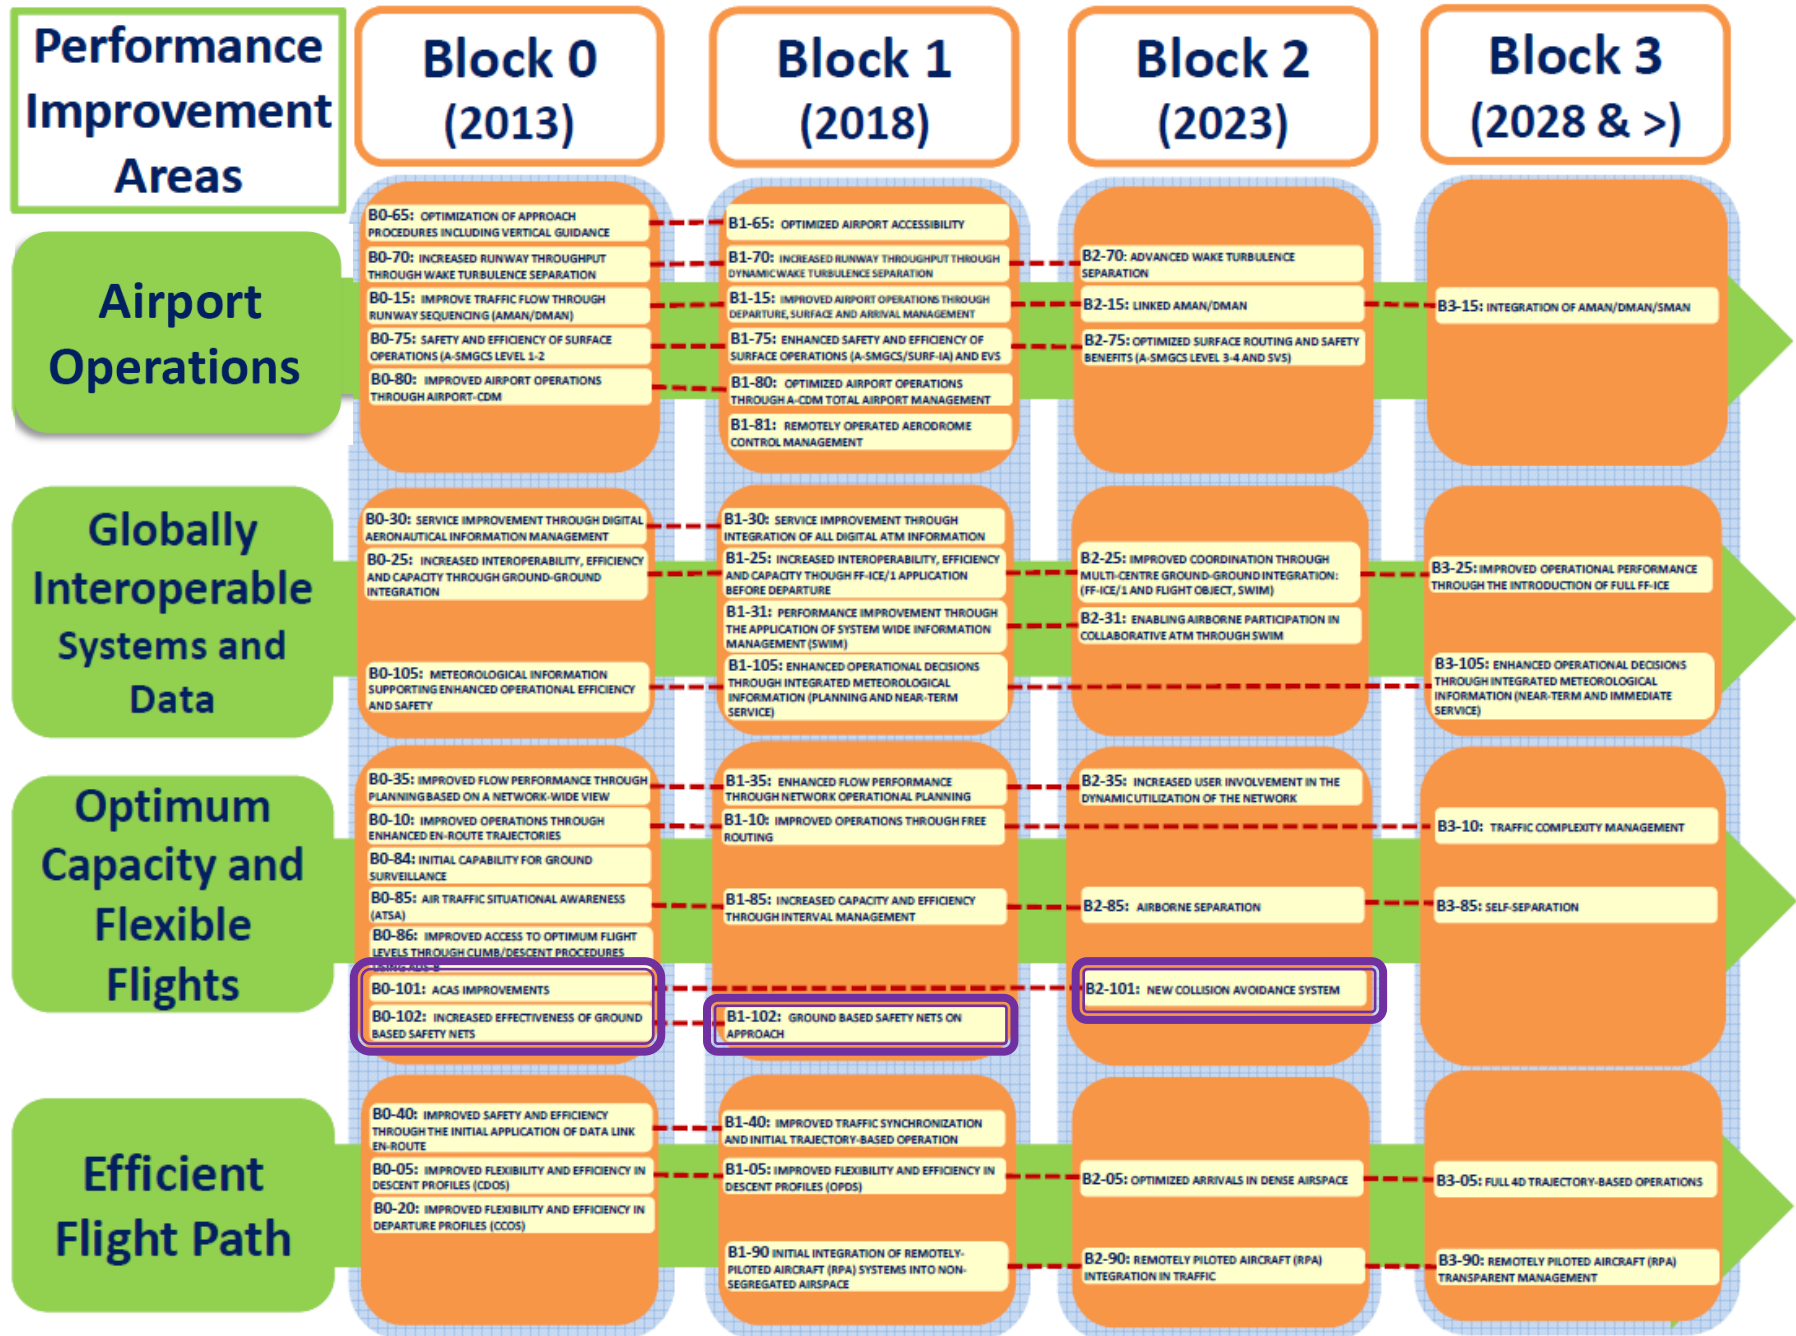 Performance
Improvement
Areas
Block 0
(2013)
Block 1
(2018)
Block 2
(2023)
Block 3
(2028 & >)
Airport
Operations
B0-65: OPTIMIZATION OF APPROACH
PROCEDURES INCLUDING VERTICAL GUIDANCE
B0-70: INCREASED RUNWAY THROUGHPUT
THROUGH WAKE TURBULENCE SEPARATION
B0-15: IMPROVE TRAFFIC FLOW THROUGH
RUNWAY SEQUENCING (AMAN/DMAN)
B0-75: SAFETY AND EFFICIENCY OF SURFACE
OPERATIONS (A-SMGCS LEVEL 1-2
B0-80: IMPROVED AIRPORT OPERATIONS
THROUGH AIRPORT-CDM
B1-65: OPTIMIZED AIRPORT ACCESSIBILITY
B1-70: INCREASED RUNWAY THROUGHPUT THROUGH
DYNAMIC WAKE TURBULENCE SEPARATION
B1-15: IMPROVED AIRPORT OPERATIONS THROUGH
DEPARTURE, SURFACE AND ARRIVAL MANAGEMENT
B1-75: ENHANCED SAFETY AND EFFICIENCY OF
SURFACE OPERATIONS (A-SMGCS/SURF-IA) AND EVS
B1-80: OPTIMIZED AIRPORT OPERATIONS
THROUGH A-CDM TOTAL AIRPORT MANAGEMENT
B1-81: REMOTELY OPERATED AERODROME
CONTROL MANAGEMENT
B2-70: ADVANCED WAKE TURBULENCE
SEPARATION
B2-15: LINKED AMAN/DMAN
B2-75: OPTIMIZED SURFACE ROUTING AND SAFETY
BENEFITS (A-SMGCS LEVEL 3-4 AND SVS)
B3-15: INTEGRATION OF AMAN/DMAN/SMAN
Globally
Interoperable
Systems and
Data
B0-30: SERVICE IMPROVEMENT THROUGH DIGITAL
AERONAUTICAL INFORMATION MANAGEMENT
B0-25: INCREASED INTEROPERABILITY, EFFICIENCY
AND CAPACITY THROUGH GROUND-GROUND
INTEGRATION
B0-105: METEOROLOGICAL INFORMATION
SUPPORTING ENHANCED OPERATIONAL EFFICIENCY
AND SAFETY
B1-30: SERVICE IMPROVEMENT THROUGH
INTEGRATION OF ALL DIGITAL ATM INFORMATION
B1-25: INCREASED INTEROPERABILITY, EFFICIENCY
AND CAPACITY THOUGH FF-ICE/1 APPLICATION
BEFORE DEPARTURE
B1-31: PERFORMANCE IMPROVEMENT THROUGH
THE APPLICATION OF SYSTEM WIDE INFORMATION
MANAGEMENT (SWIM)
B1-105: ENHANCED OPERATIONAL DECISIONS
THROUGH INTEGRATED METEOROLOGICAL
INFORMATION (PLANNING AND NEAR-TERM
SERVICE)
B2-25: IMPROVED COORDINATION THROUGH
MULTI-CENTRE GROUND-GROUND INTEGRATION:
(FF-ICE/1 AND FLIGHT OBJECT, SWIM)
B2-31: ENABLING AIRBORNE PARTICIPATION IN
COLLABORATIVE ATM THROUGH SWIM
B3-25: IMPROVED OPERATIONAL PERFORMANCE
THROUGH THE INTRODUCTION OF FULL FF-ICE
B3-105: ENHANCED OPERATIONAL DECISIONS
THROUGH INTEGRATED METEOROLOGICAL
INFORMATION (NEAR-TERM AND IMMEDIATE
SERVICE)
Optimum
Capacity and
Flexible
Flights
B0-35: IMPROVED FLOW PERFORMANCE THROUGH
PLANNING BASED ON A NETWORK-WIDE VIEW
B0-10: IMPROVED OPERATIONS THROUGH
ENHANCED EN-ROUTE TRAJECTORIES
B0-84: INITIAL CAPABILITY FOR GROUND
SURVEILLANCE
B0-85: AIR TRAFFIC SITUATIONAL AWARENESS
(ATSA)
B0-86: IMPROVED ACCESS TO OPTIMUM FLIGHT
LEVELS THROUGH CLIMB/DESCENT PROCEDURES
USING ADS-B
B0-101: ACAS IMPROVEMENTS
B0-102: INCREASED EFFECTIVENESS OF GROUND
BASED SAFETY NETS
B1-35: ENHANCED FLOW PERFORMANCE
THROUGH NETWORK OPERATIONAL PLANNING
B1-10: IMPROVED OPERATIONS THROUGH FREE
ROUTING
B1-85: INCREASED CAPACITY AND EFFICIENCY
THROUGH INTERVAL MANAGEMENT
B1-102: GROUND BASED SAFETY NETS ON
APPROACH
B2-35: INCREASED USER INVOLVEMENT IN THE
DYNAMIC UTILIZATION OF THE NETWORK
B2-85: AIRBORNE SEPARATION
B2-101: NEW COLLISION AVOIDANCE SYSTEM
B3-10: TRAFFIC COMPLEXITY MANAGEMENT
B3-85: SELF-SEPARATION
Efficient
Flight Path
B0-40: IMPROVED SAFETY AND EFFICIENCY
THROUGH THE INITIAL APPLICATION OF DATA LINK
EN-ROUTE
B0-05: IMPROVED FLEXIBILITY AND EFFICIENCY IN
DESCENT PROFILES (CDOS)
B0-20: IMPROVED FLEXIBILITY AND EFFICIENCY IN
DEPARTURE PROFILES (CCOS)
B1-40: IMPROVED TRAFFIC SYNCHRONIZATION
AND INITIAL TRAJECTORY-BASED OPERATION
B1-05: IMPROVED FLEXIBILITY AND EFFICIENCY IN
DESCENT PROFILES (OPDS)
B1-90 INITIAL INTEGRATION OF REMOTELY-
PILOTED AIRCRAFT (RPA) SYSTEMS INTO NON-
SEGREGATED AIRSPACE
B2-05: OPTIMIZED ARRIVALS IN DENSE AIRSPACE
B2-90: REMOTELY PILOTED AIRCRAFT (RPA)
INTEGRATION IN TRAFFIC
B3-05: FULL 4D TRAJECTORY-BASED OPERATIONS
B3-90: REMOTELY PILOTED AIRCRAFT (RPA)
TRANSPARENT MANAGEMENT